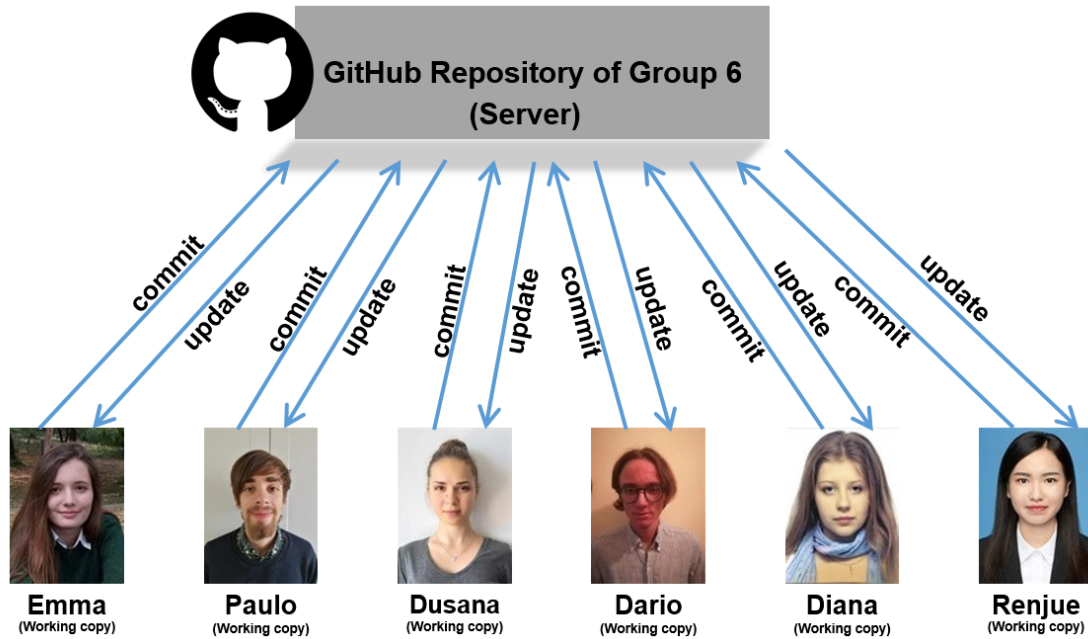 GitHub Repository of Group 6
(Server)
commit
update
commit
update
commit
update
commit
update
commit
update
commit
update
Emma
(Working copy)
Paulo
(Working copy)
Dusana
(Working copy)
Dario
(Working copy)
Diana
(Working copy)
Renjue
(Working copy)